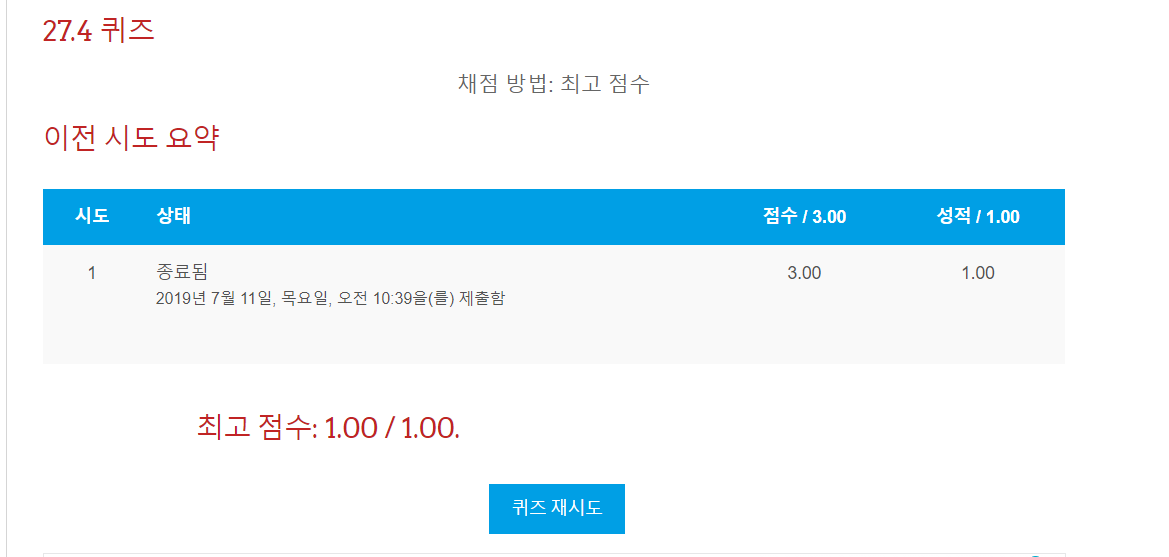 27.4 퀴즈
채점 방법: 최고 점수
이전 시도 요약
시도 상태 점수 / 3.00 성적 / 1.00
1 종료됨 3.00 1.00
2019년 7월 11일, 목요일, 오전 10:39을(를) 제출함
최고 점수: 1.00 / 1.00.
퀴즈 재시도